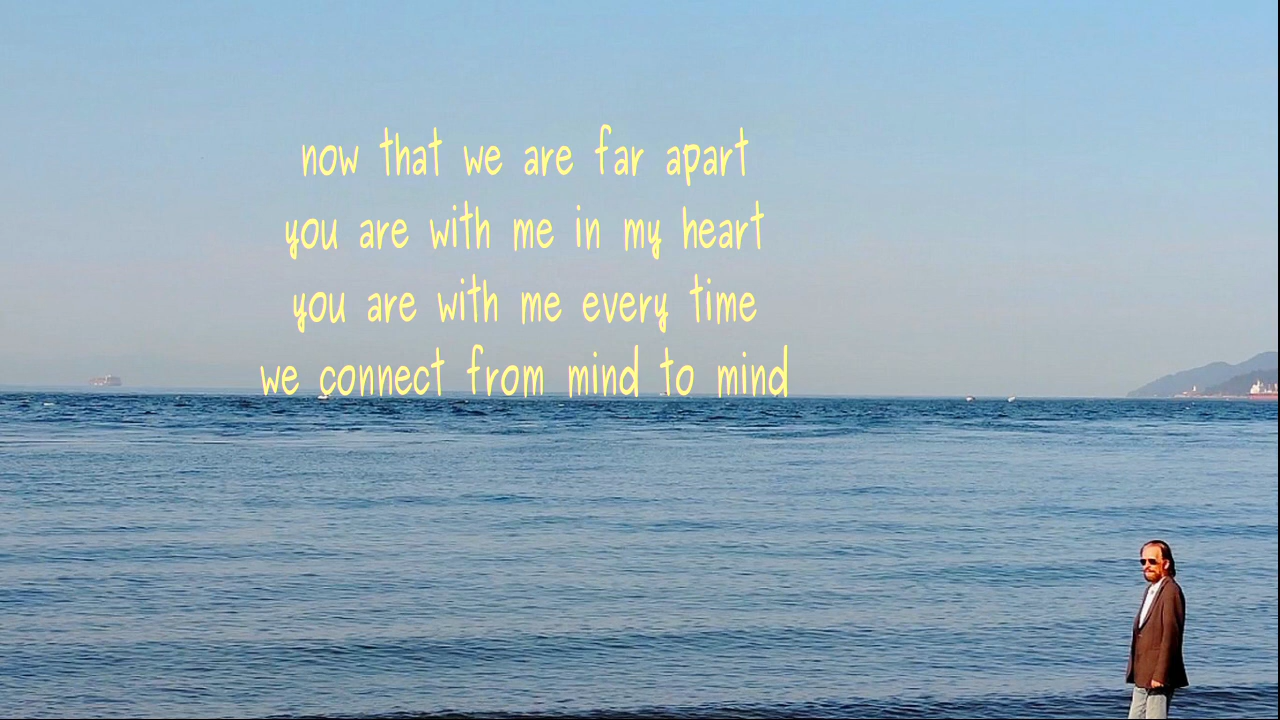 now that we are far apart
you are with me in my heart
you are with me every time
we connect from mind to mind